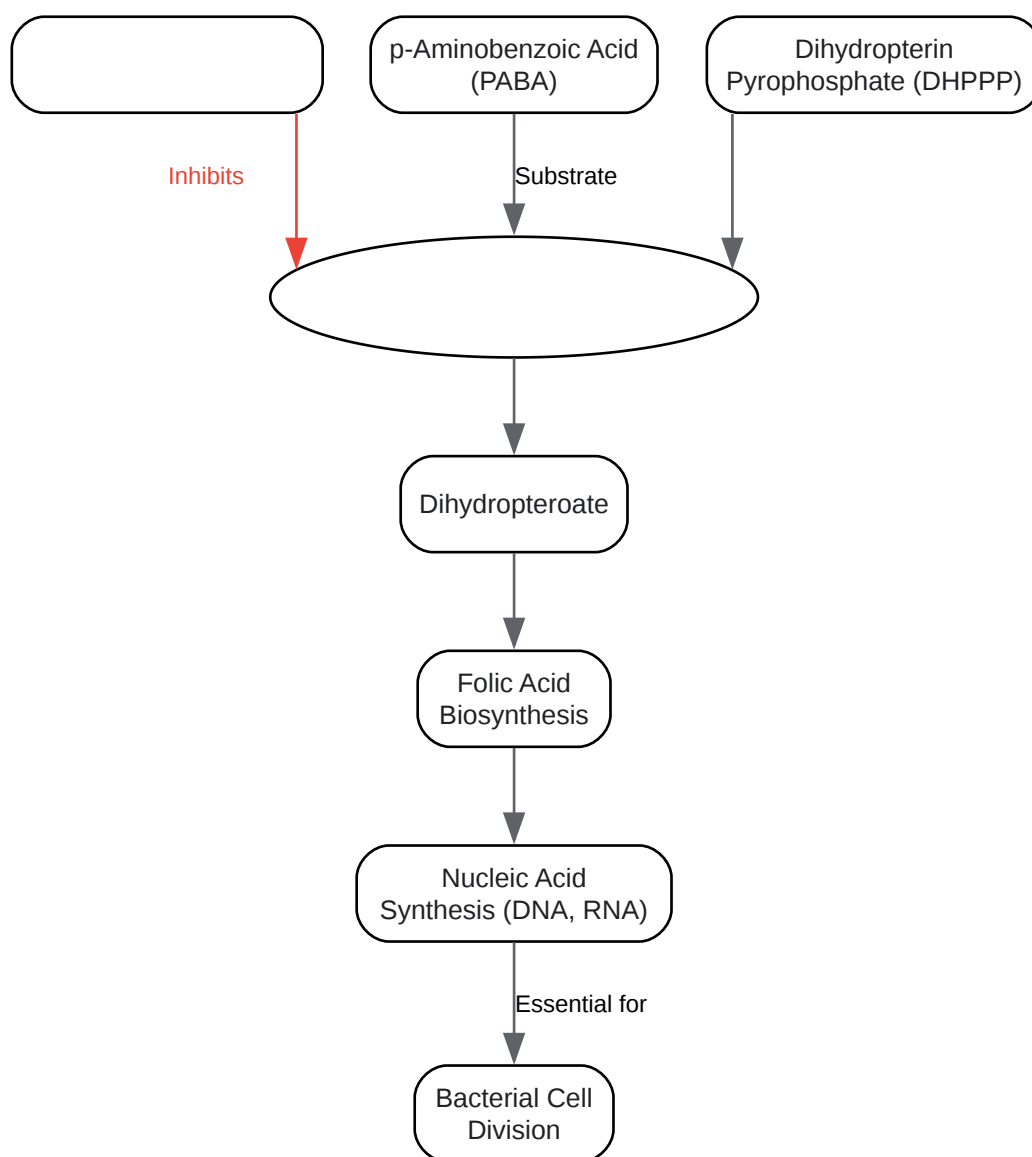 p-Aminobenzoic Acid
(PABA)
Dihydropterin
Pyrophosphate (DHPPP)
Inhibits
Substrate
Dihydropteroate
Folic Acid
Biosynthesis
Nucleic Acid
Synthesis (DNA, RNA)
Essential for
Bacterial Cell
Division